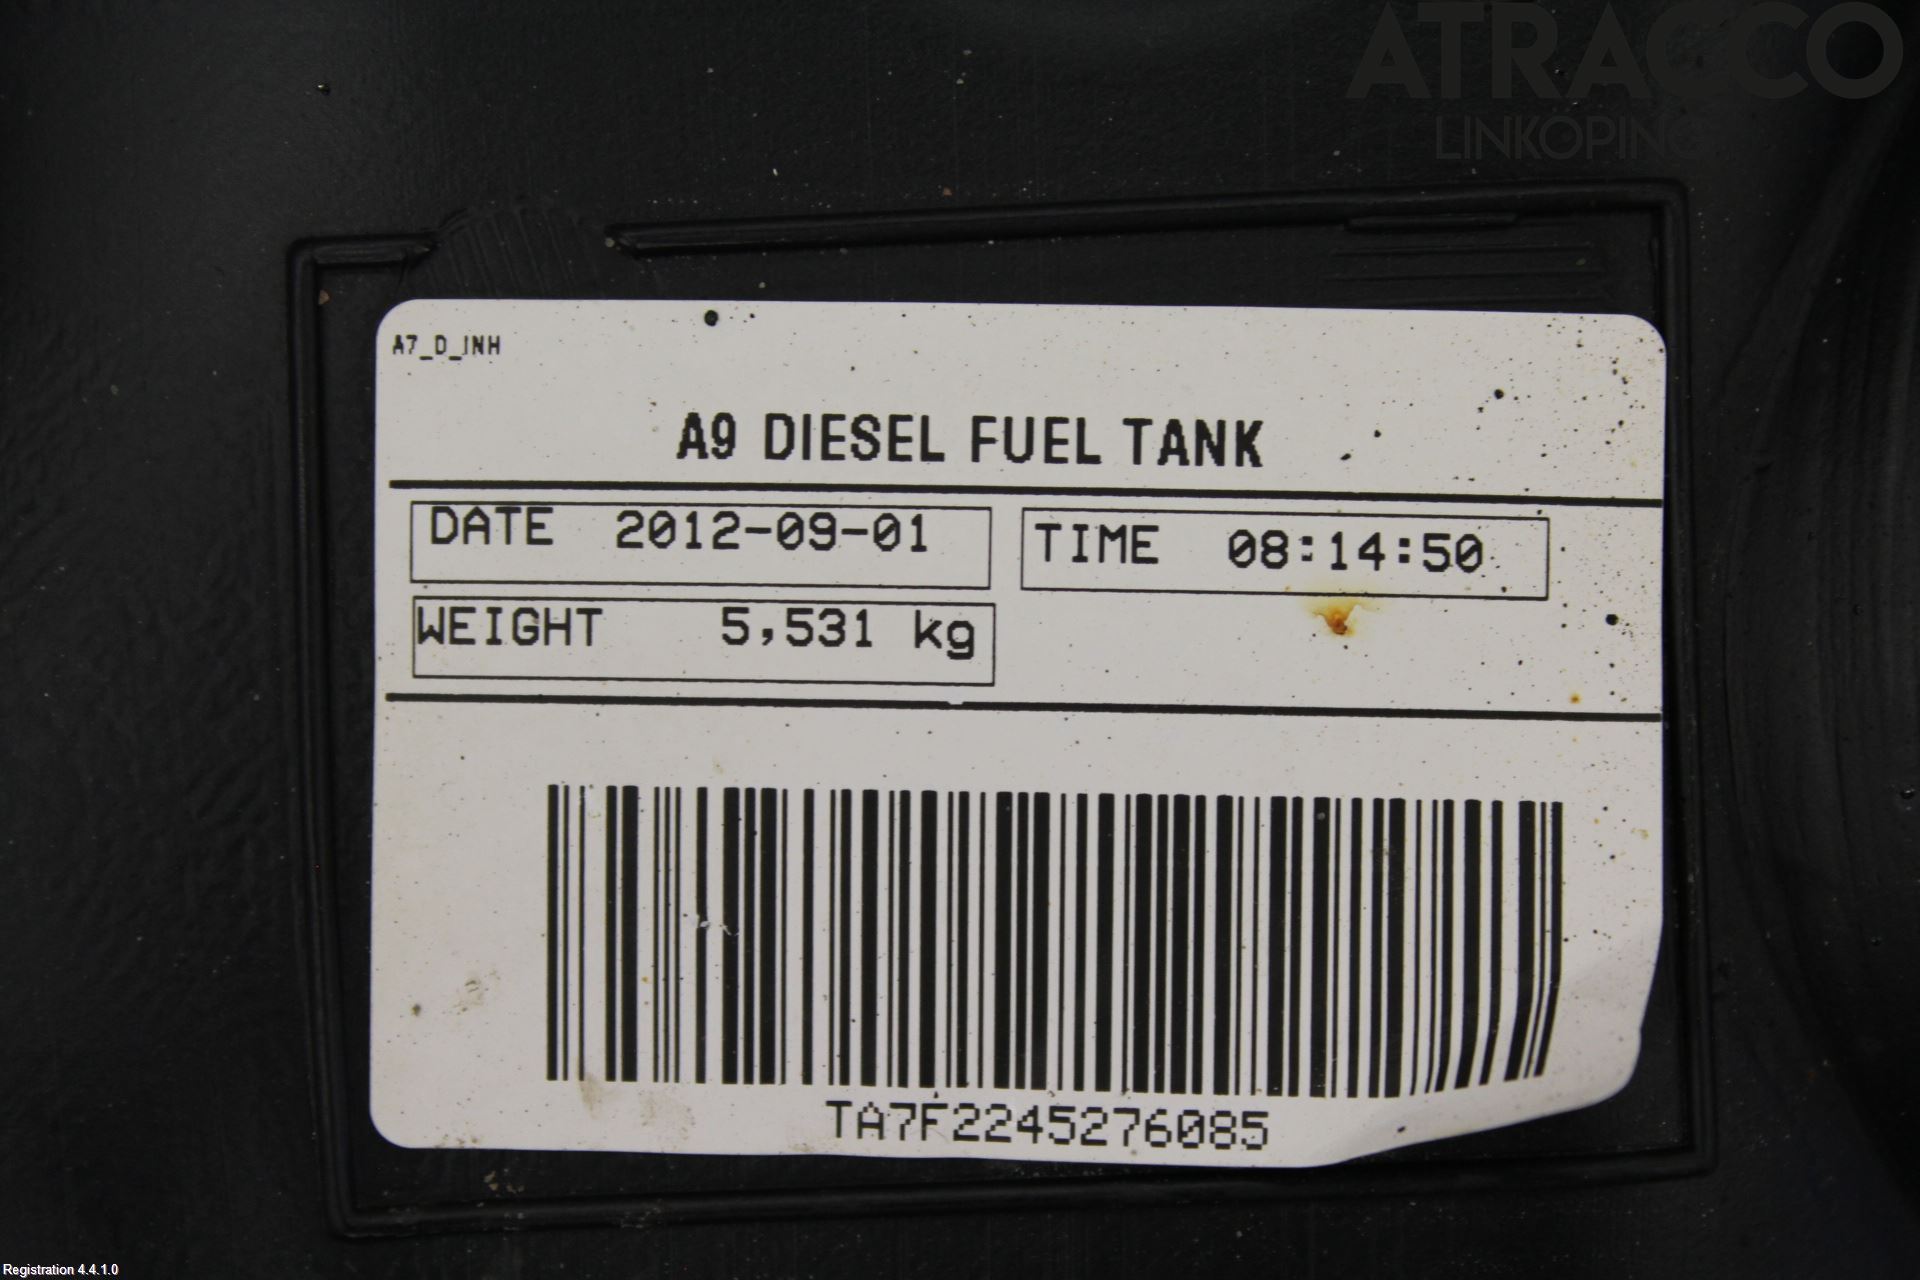 ATRACCO
LINKÖPING
A7_D_INH
A9 DIESEL FUEL TANK
DATE 2012-09-01 TIME 08:14:50
WEIGHT 5,531 kg
TA7F2245276085
Registration 4.4.1.0